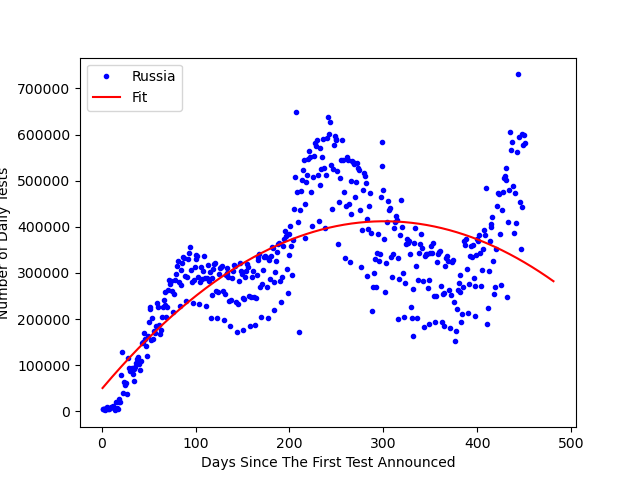 Russia
Fit
700000
600000
500000
400000
300000
200000
100000
0
Number of Daily Tests
0 100 200 300 400 500
Days Since The First Test Announced